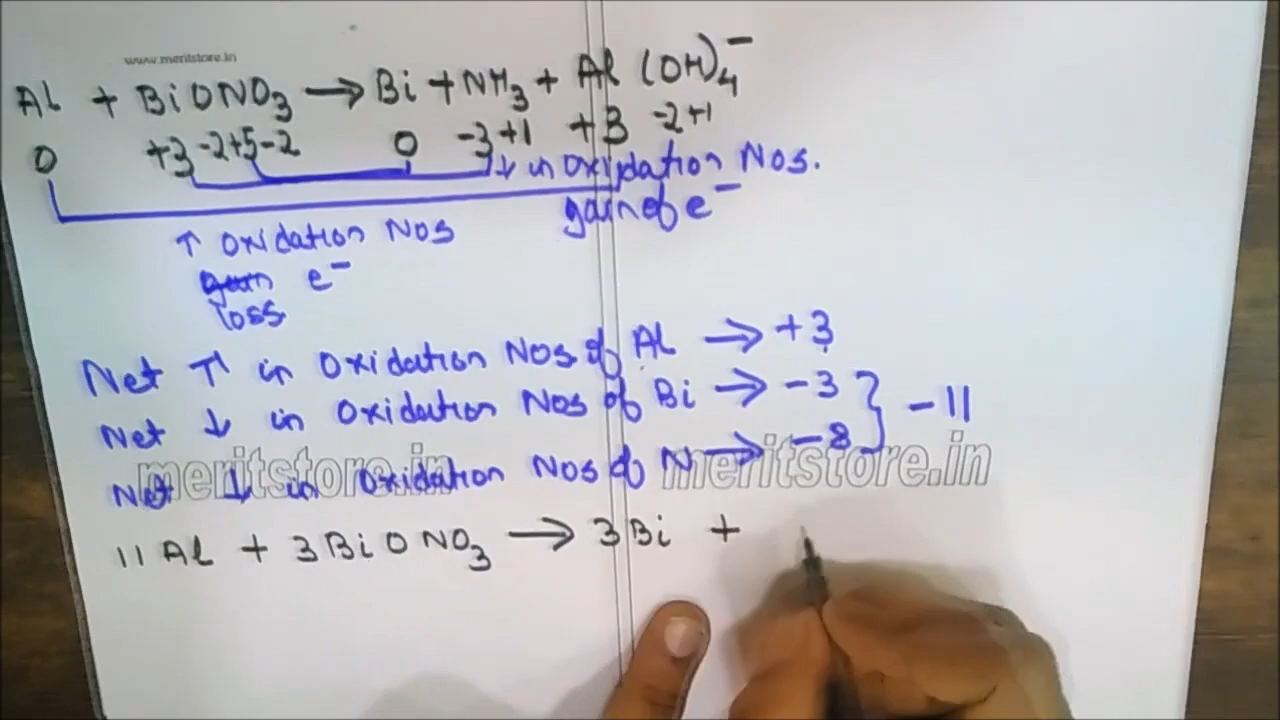 www.meritstore.in
Al + BiONO3 → Bi + NH3 + Al (OH)4−
0 +3 -2+5-2 0 -3+1 +3 -2+1
↓ in Oxidation Nos.
gain of e−
↑ Oxidation Nos
gain e−
loss
Net ↑ in Oxidation Nos of Al → +3
Net ↓ in Oxidation Nos of Bi → -3 } -11
Net ↓ in Oxidation Nos of N → -8
meritstore.in meritstore.in
11 Al + 3 BiONO3 → 3 Bi +